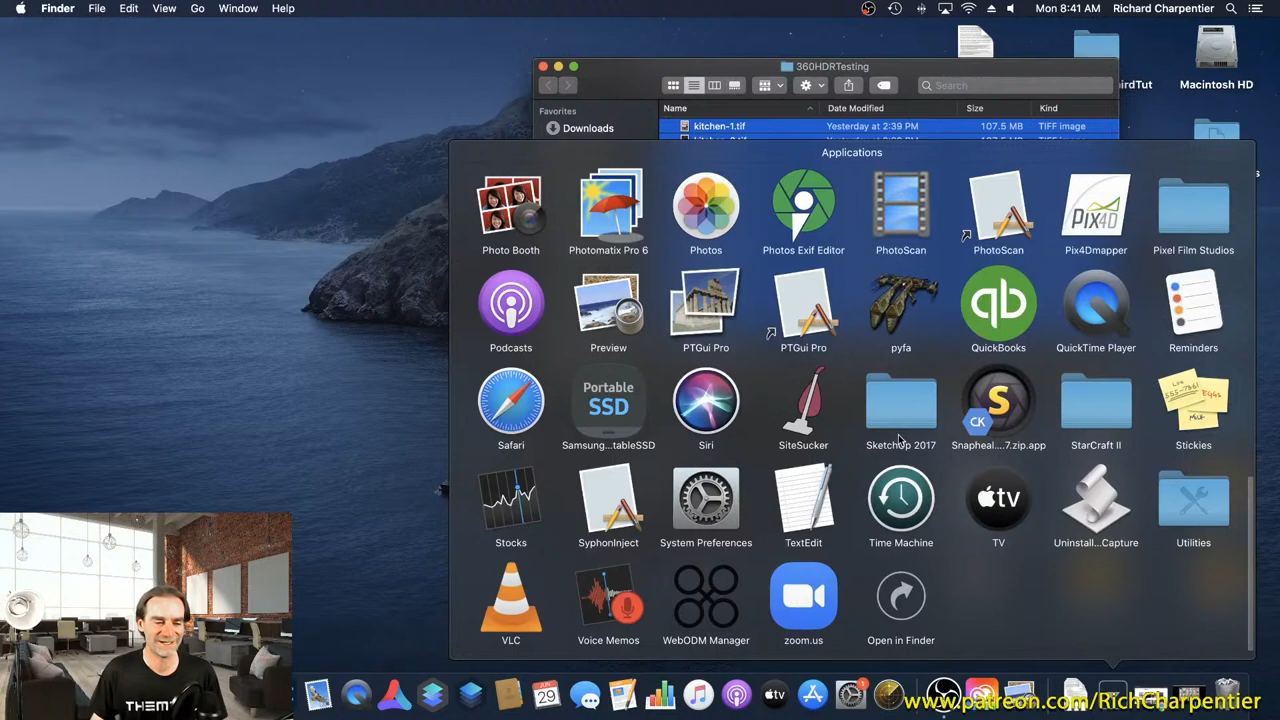 Finder File Edit View Go Window Help
Mon 8:41 AM Richard Charpentier
360HDRTesting
Search
Macintosh HD
Favorites
Name Date Modified Size Kind
Downloads
kitchen-1.tif Yesterday at 2:39 PM 107.5 MB TIFF image
Applications
Photo Booth Photomatix Pro 6 Photos Photos Exif Editor PhotoScan PhotoScan Pix4Dmapper Pixel Film Studios
Podcasts Preview PTGui Pro PTGui Pro pyfa QuickBooks QuickTime Player Reminders
Portable
SSD
Safari Samsung...tableSSD Siri SiteSucker SketchUp 2017 Snapheal....7.zip.app StarCraft II Stickies
Stocks SyphonInject System Preferences TextEdit Time Machine TV Uninstall...Capture Utilities
VLC Voice Memos WebODM Manager zoom.us Open in Finder
THEM
JUN
29
www.patreon.com/RichCharpentier